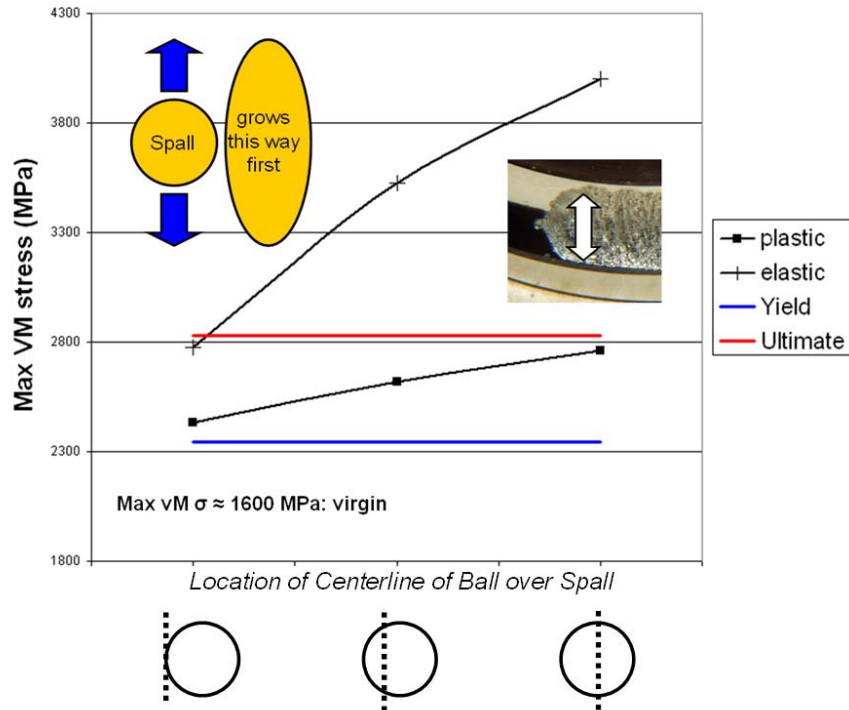 4300
3800
3300
2800
2300
1800
Max VM stress (MPa)
Spall
grows
this way
first
plastic
elastic
Yield
Ultimate
Max vM σ ≈ 1600 MPa: virgin
Location of Centerline of Ball over Spall